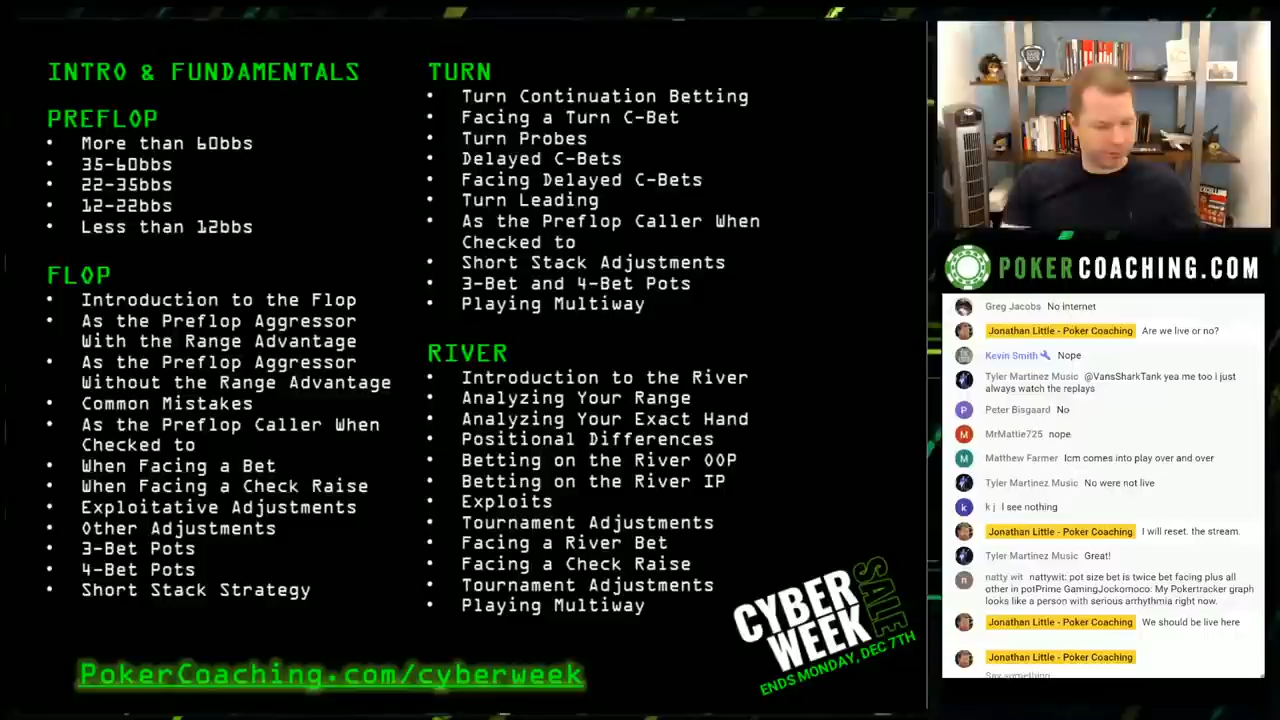 INTRO & FUNDAMENTALS
PREFLOP
• More than 60bbs
• 35-60bbs
• 22-35bbs
• 12-22bbs
• Less than 12bbs
FLOP
• Introduction to the Flop
• As the Preflop Aggressor
With the Range Advantage
• As the Preflop Aggressor
Without the Range Advantage
• Common Mistakes
• As the Preflop Caller When
Checked to
• When Facing a Bet
• When Facing a Check Raise
• Exploitative Adjustments
• Other Adjustments
• 3-Bet Pots
• 4-Bet Pots
• Short Stack Strategy
TURN
• Turn Continuation Betting
• Facing a Turn C-Bet
• Turn Probes
• Delayed C-Bets
• Facing Delayed C-Bets
• Turn Leading
• As the Preflop Caller When
Checked to
• Short Stack Adjustments
• 3-Bet and 4-Bet Pots
• Playing Multiway
RIVER
• Introduction to the River
• Analyzing Your Range
• Analyzing Your Exact Hand
• Positional Differences
• Betting on the River OOP
• Betting on the River IP
• Exploits
• Tournament Adjustments
• Facing a River Bet
• Facing a Check Raise
• Tournament Adjustments
• Playing Multiway
PokerCoaching.com/cyberweek
CYBER
WEEK
SALE
ENDS MONDAY, DEC 7TH
POKERCOACHING.COM
Greg Jacobs No internet
Jonathan Little - Poker Coaching Are we live or no?
Kevin Smith Nope
Tyler Martinez Music @VansSharkTank yea me too I just
always watch the replays
P Peter Bisgaard No
M MrMattie725 nope
M Matthew Farmer Icm comes into play over and over
Tyler Martinez Music No were not live
k k j I see nothing
Jonathan Little - Poker Coaching I will reset. the stream.
Tyler Martinez Music Great!
n natty wit nattywit: pot size bet is twice bet facing plus all
other in potPrime GamingJockomoco: My Pokertracker graph
looks like a person with serious arrhythmia right now.
Jonathan Little - Poker Coaching We should be live here
Jonathan Little - Poker Coaching
Say something